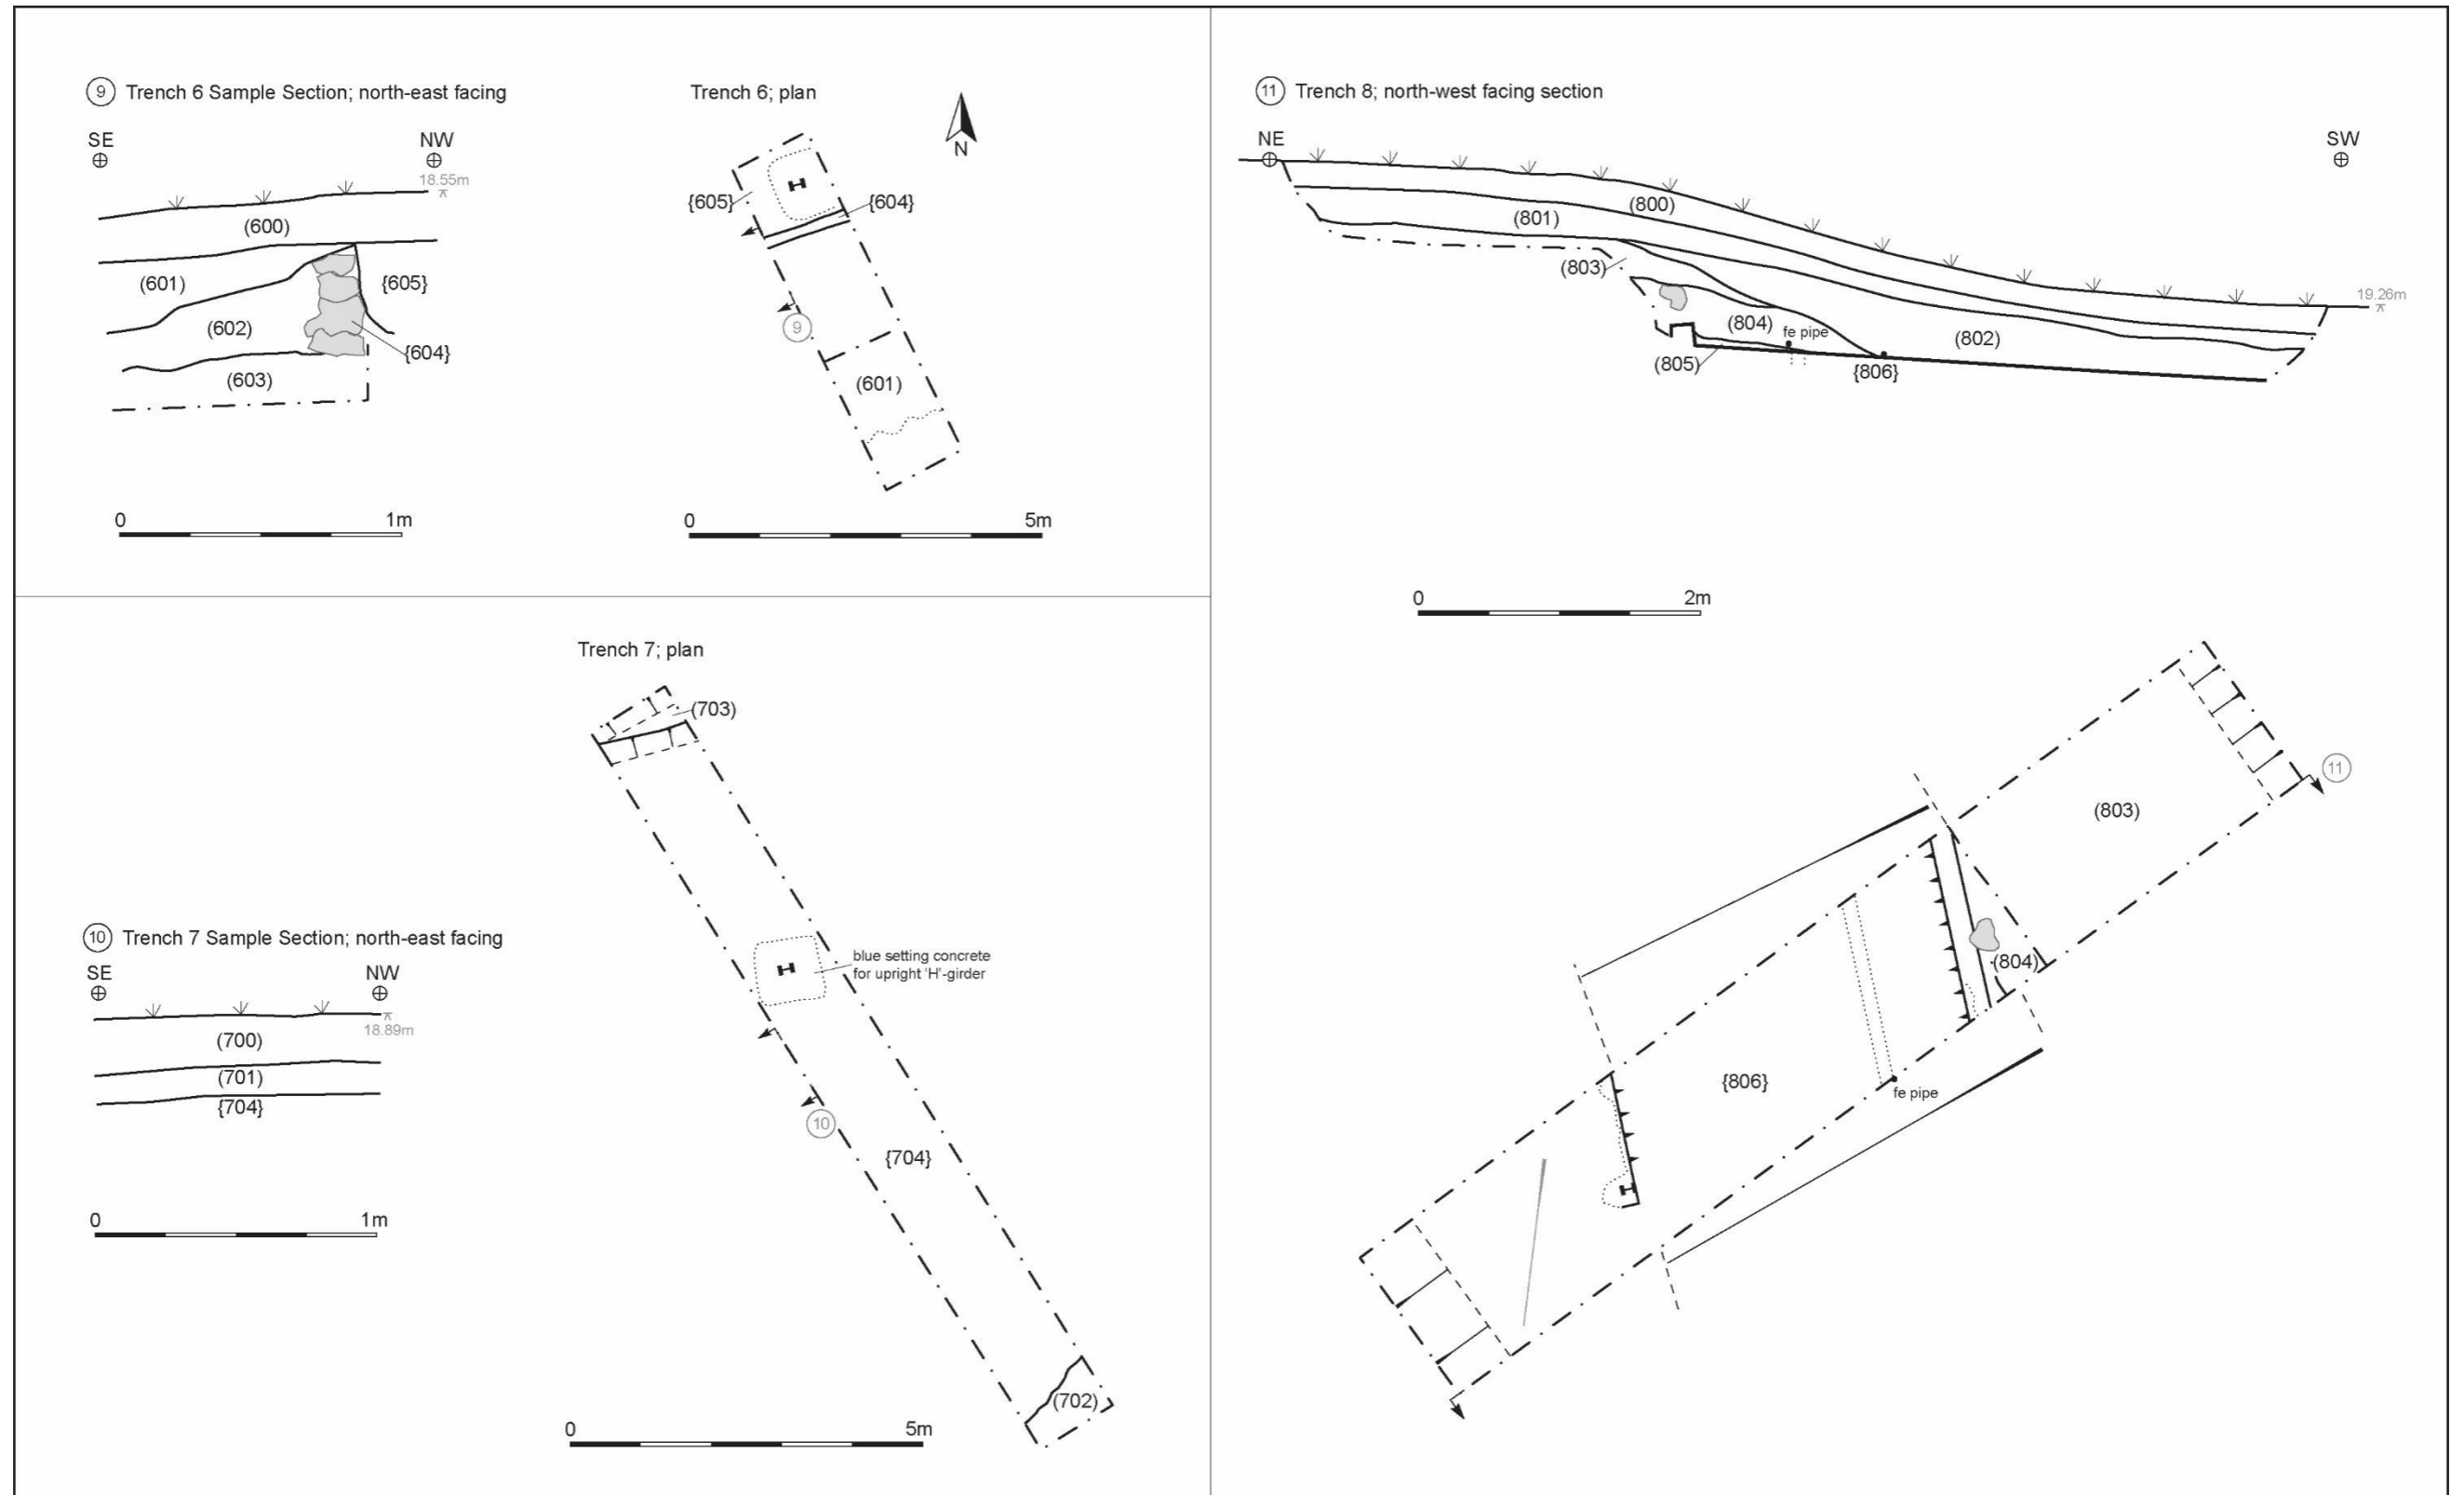 9 Trench 6 Sample Section; north-east facing
SE
NW
18.55m
(600)
(601)
{605}
(602)
{604}
(603)
0 1m
Trench 6; plan
N
{605}
{604}
9
(601)
0 5m
Trench 7; plan
(703)
blue setting concrete
for upright 'H'-girder
10
{704}
(702)
0 5m
10 Trench 7 Sample Section; north-east facing
SE
NW
18.89m
(700)
(701)
{704}
0 1m
11 Trench 8; north-west facing section
NE
SW
19.26m
(800)
(801)
(803)
(804)
fe pipe
(802)
(805)
{806}
0 2m
11
(803)
(804)
{806}
fe pipe